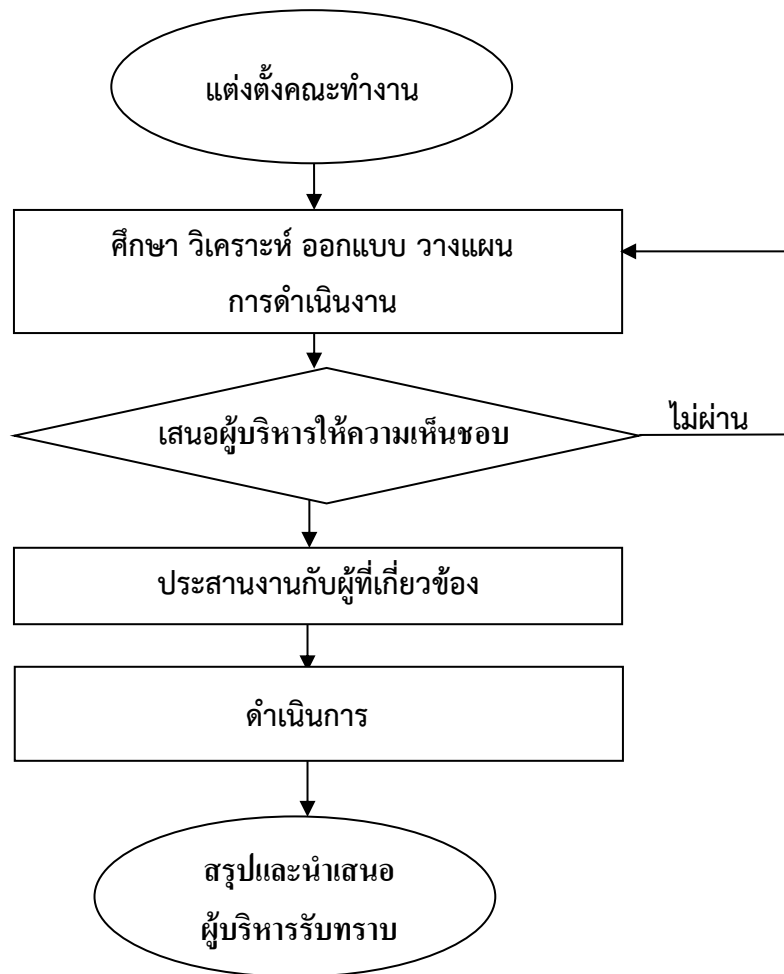 แต่งตั้งคณะทำงาน
ศึกษา วิเคราะห์ ออกแบบ วางแผน
การดำเนินงาน
เสนอผู้บริหารให้ความเห็นชอบ
ไม่ผ่าน
ประสานงานกับผู้ที่เกี่ยวข้อง
ดำเนินการ
สรุปและนำเสนอ
ผู้บริหารรับทราบ